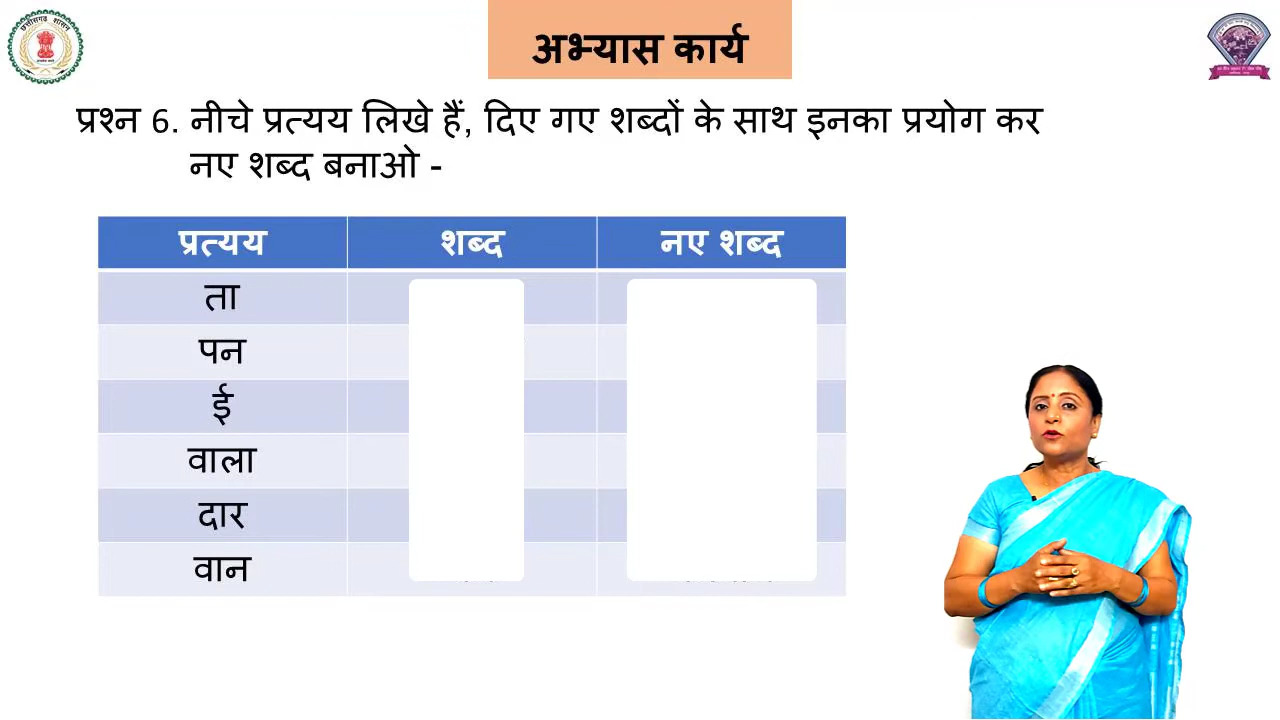 अभ्यास कार्य
प्रश्न 6. नीचे प्रत्यय लिखे हैं, दिए गए शब्दों के साथ इनका प्रयोग कर
नए शब्द बनाओ -
प्रत्यय शब्द नए शब्द
ता
पन
ई
वाला
दार
वान